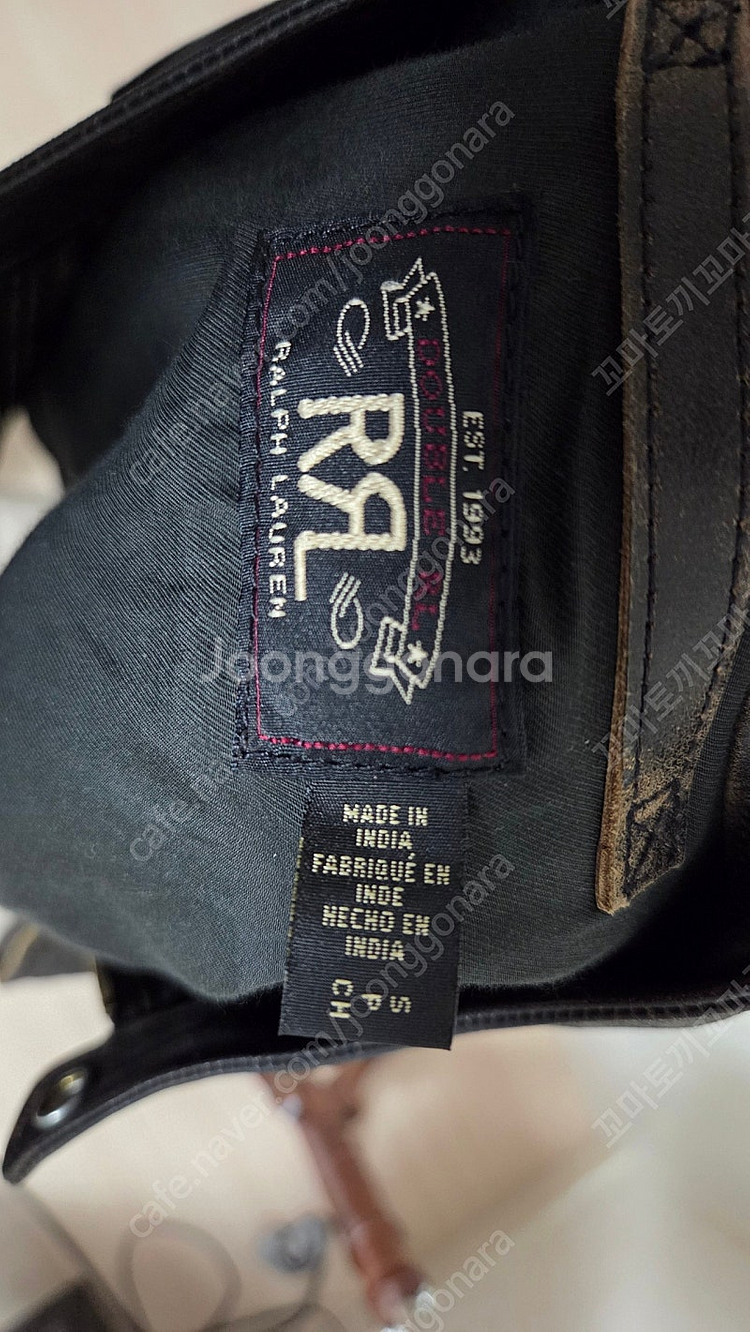 EST. 1993
DOUBLE RL
RRL
RALPH LAUREN
MADE IN
INDIA
FABRIQUÉ EN
INDE
HECHO EN
INDIA
S
P
CH
Joonggonara
cafe.naver.com/joonggonara
꼬마토끼꼬마